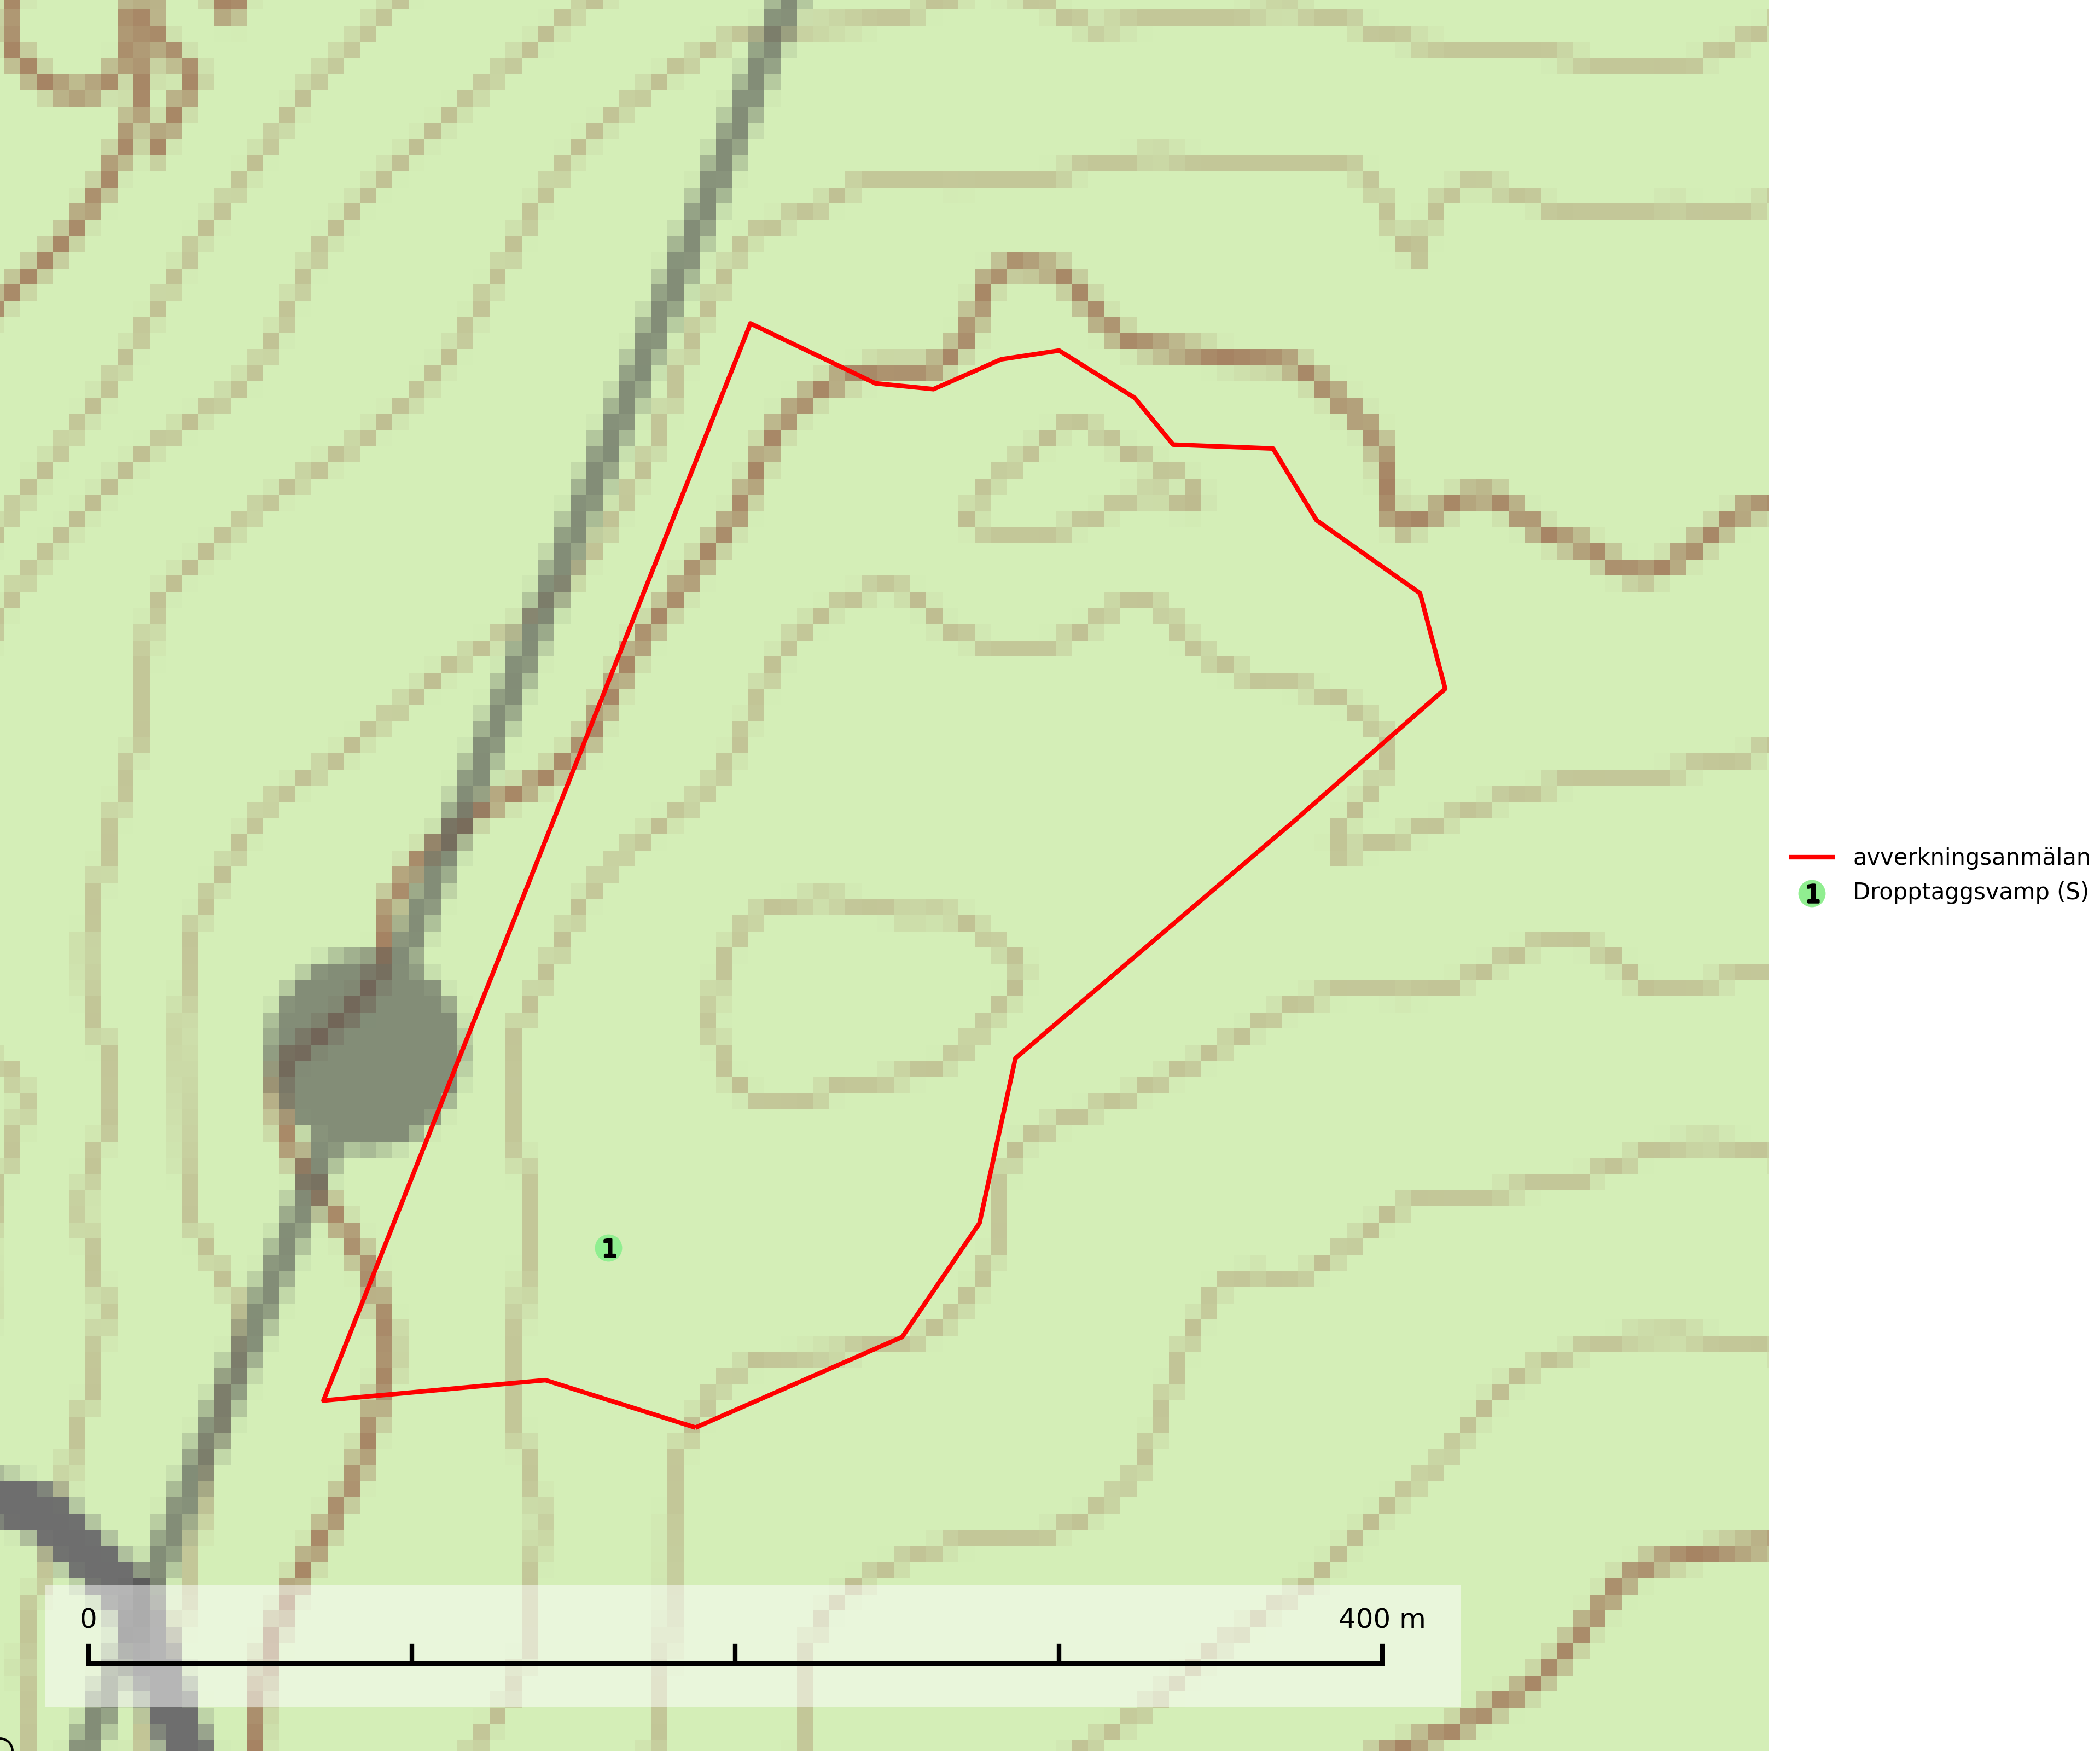 avverkningsanmälan
1 Dropptaggsvamp (S)
1
0 400 m